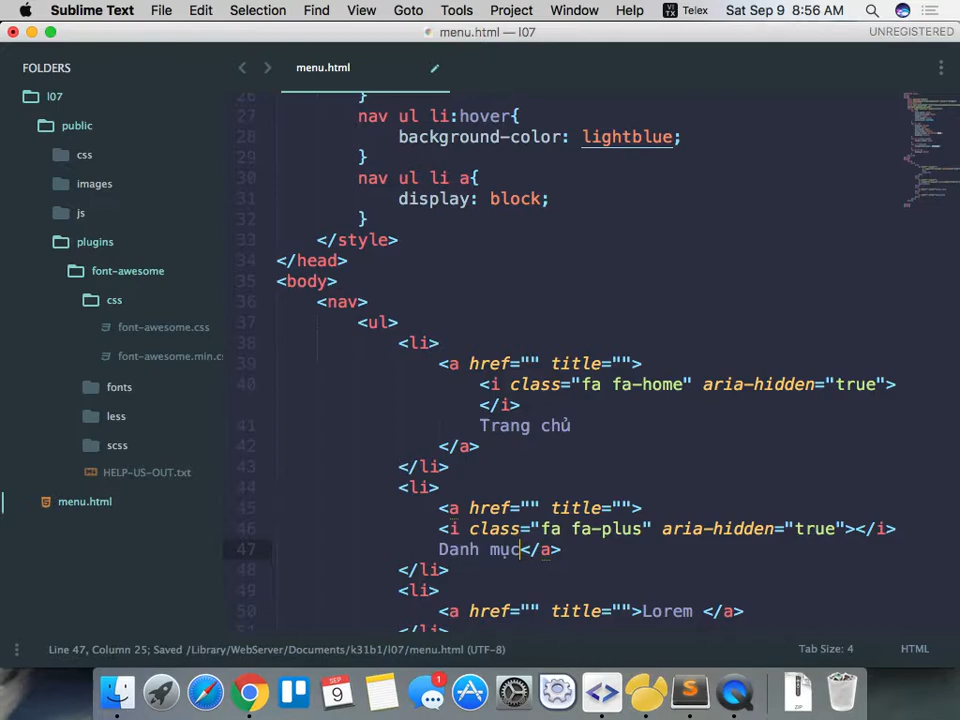 Sublime Text File Edit Selection Find View Goto Tools Project Window Help Telex Sat Sep 9 8:56 AM
menu.html — l07 UNREGISTERED
FOLDERS
l07
public
css
images
js
plugins
font-awesome
css
font-awesome.css
font-awesome.min.c
fonts
less
scss
HELP-US-OUT.txt
menu.html
menu.html
26 }
27 nav ul li:hover{
28 background-color: lightblue;
29 }
30 nav ul li a{
31 display: block;
32 }
33 </style>
34 </head>
35 <body>
36 <nav>
37 <ul>
38 <li>
39 <a href="" title="">
40 <i class="fa fa-home" aria-hidden="true">
</i>
41 Trang chủ
42 </a>
43 </li>
44 <li>
45 <a href="" title="">
46 <i class="fa fa-plus" aria-hidden="true"></i>
47 Danh mục</a>
48 </li>
49 <li>
50 <a href="" title="">Lorem </a>
51 </li>
Line 47, Column 25; Saved /Library/WebServer/Documents/k31b1/l07/menu.html (UTF-8) Tab Size: 4 HTML
SEP
9
1
ZIP